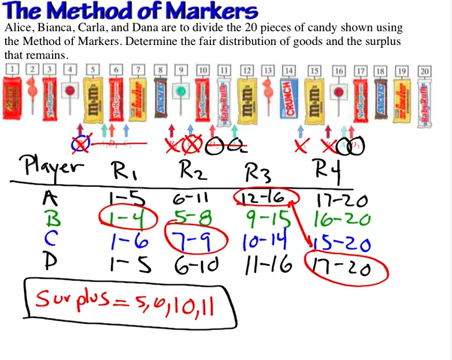 The Method of Markers
Alice, Bianca, Carla, and Dana are to divide the 20 pieces of candy shown using
the Method of Markers. Determine the fair distribution of goods and the surplus
that remains.
1 2 3 4 5 6 7 8 9 10 11 12 13 14 15 16 17 18 19 20
Player R1 R2 R3 R4
A 1-5 6-11 12-16 17-20
B 1-4 5-8 9-15 16-20
C 1-6 7-9 10-14 15-20
D 1-5 6-10 11-16 17-20
Surplus = 5,6,10,11